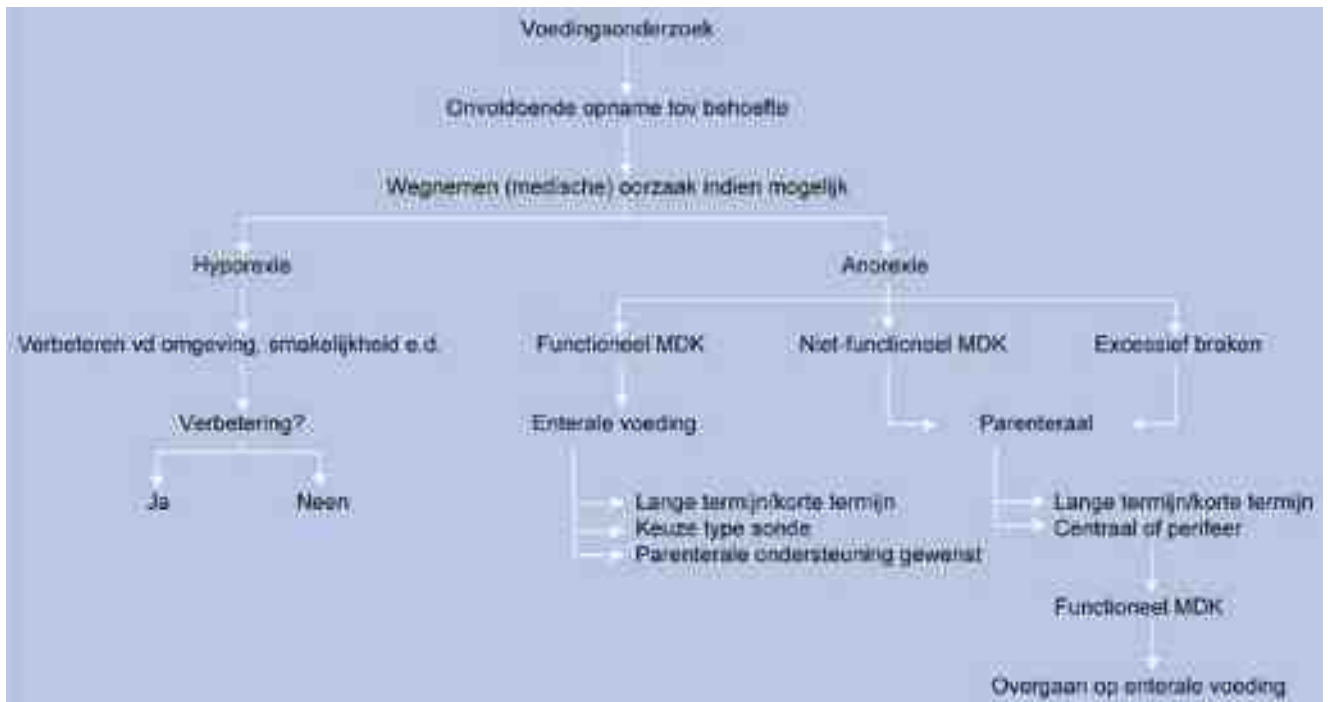 Voedingsonderzoek
Onvoldoende opname tov behoefte
Wegnemen (medische) oorzaak indien mogelijk
Hyporexie
Anorexie
Verbeteren vd omgeving, smakelijkheid e.d.
Functioneel MDK
Niet-functioneel MDK
Excessief braken
Verbetering?
Enterale voeding
Parenteraal
Ja
Neen
Lange termijn/korte termijn
Keuze type sonde
Parenterale ondersteuning gewenst
Lange termijn/korte termijn
Centraal of perifeer
Functioneel MDK
Overgaan op enterale voeding